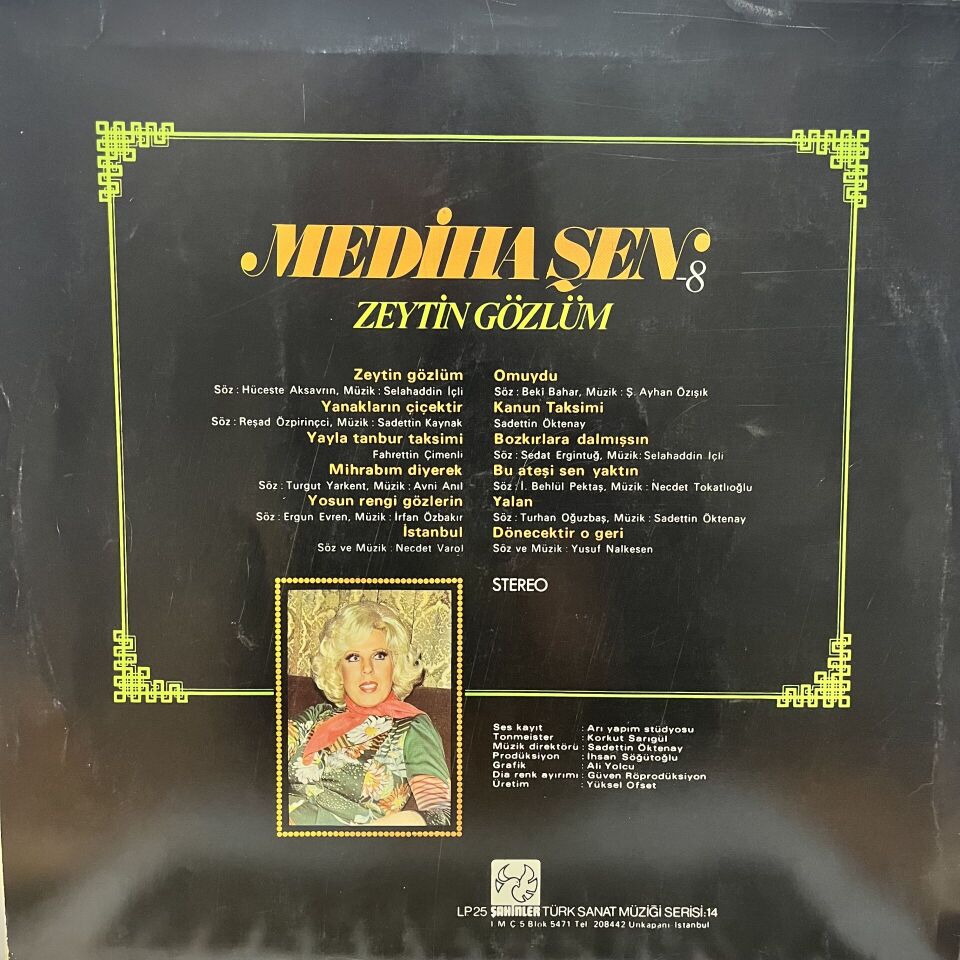 MEDİHA ŞEN-8
ZEYTİN GÖZLÜM
Zeytin gözlüm
Söz : Hüceste Aksavrın, Müzik : Selahaddin İçli
Yanakların çiçektir
Söz : Reşad Özpirinçci, Müzik : Sadettin Kaynak
Yayla tanbur taksimi
Fahrettin Çimenli
Mihrabım diyerek
Söz : Turgut Yarkent, Müzik : Avni Anıl
Yosun rengi gözlerin
Söz : Ergun Evren, Müzik : İrfan Özbakır
İstanbul
Söz ve Müzik : Necdet Varol
Omuydu
Söz : Beki Bahar, Müzik : Ş. Ayhan Özışık
Kanun Taksimi
Sadettin Öktenay
Bozkırlara dalmışsın
Söz : Sedat Ergintuğ, Müzik: Selahaddin İçli
Bu ateşi sen yaktın
Söz : İ. Behlül Pektaş, Müzik : Necdet Tokatlıoğlu
Yalan
Söz : Turhan Oğuzbaş, Müzik : Sadettin Öktenay
Dönecektir o geri
Söz ve Müzik : Yusuf Nalkesen
STEREO
Ses kayıt : Arı yapım stüdyosu
Tonmeister : Korkut Sarıgül
Müzik direktörü : Sadettin Öktenay
Prodüksiyon : İhsan Söğütoğlu
Grafik : Ali Yolcu
Dia renk ayırımı : Güven Röprodüksiyon
Üretim : Yüksel Ofset
LP 25 ŞAHİNLER TÜRK SANAT MÜZİĞİ SERİSİ:14
İ M Ç 5 Blok 5471 Tel 208442 Unkapanı İstanbul